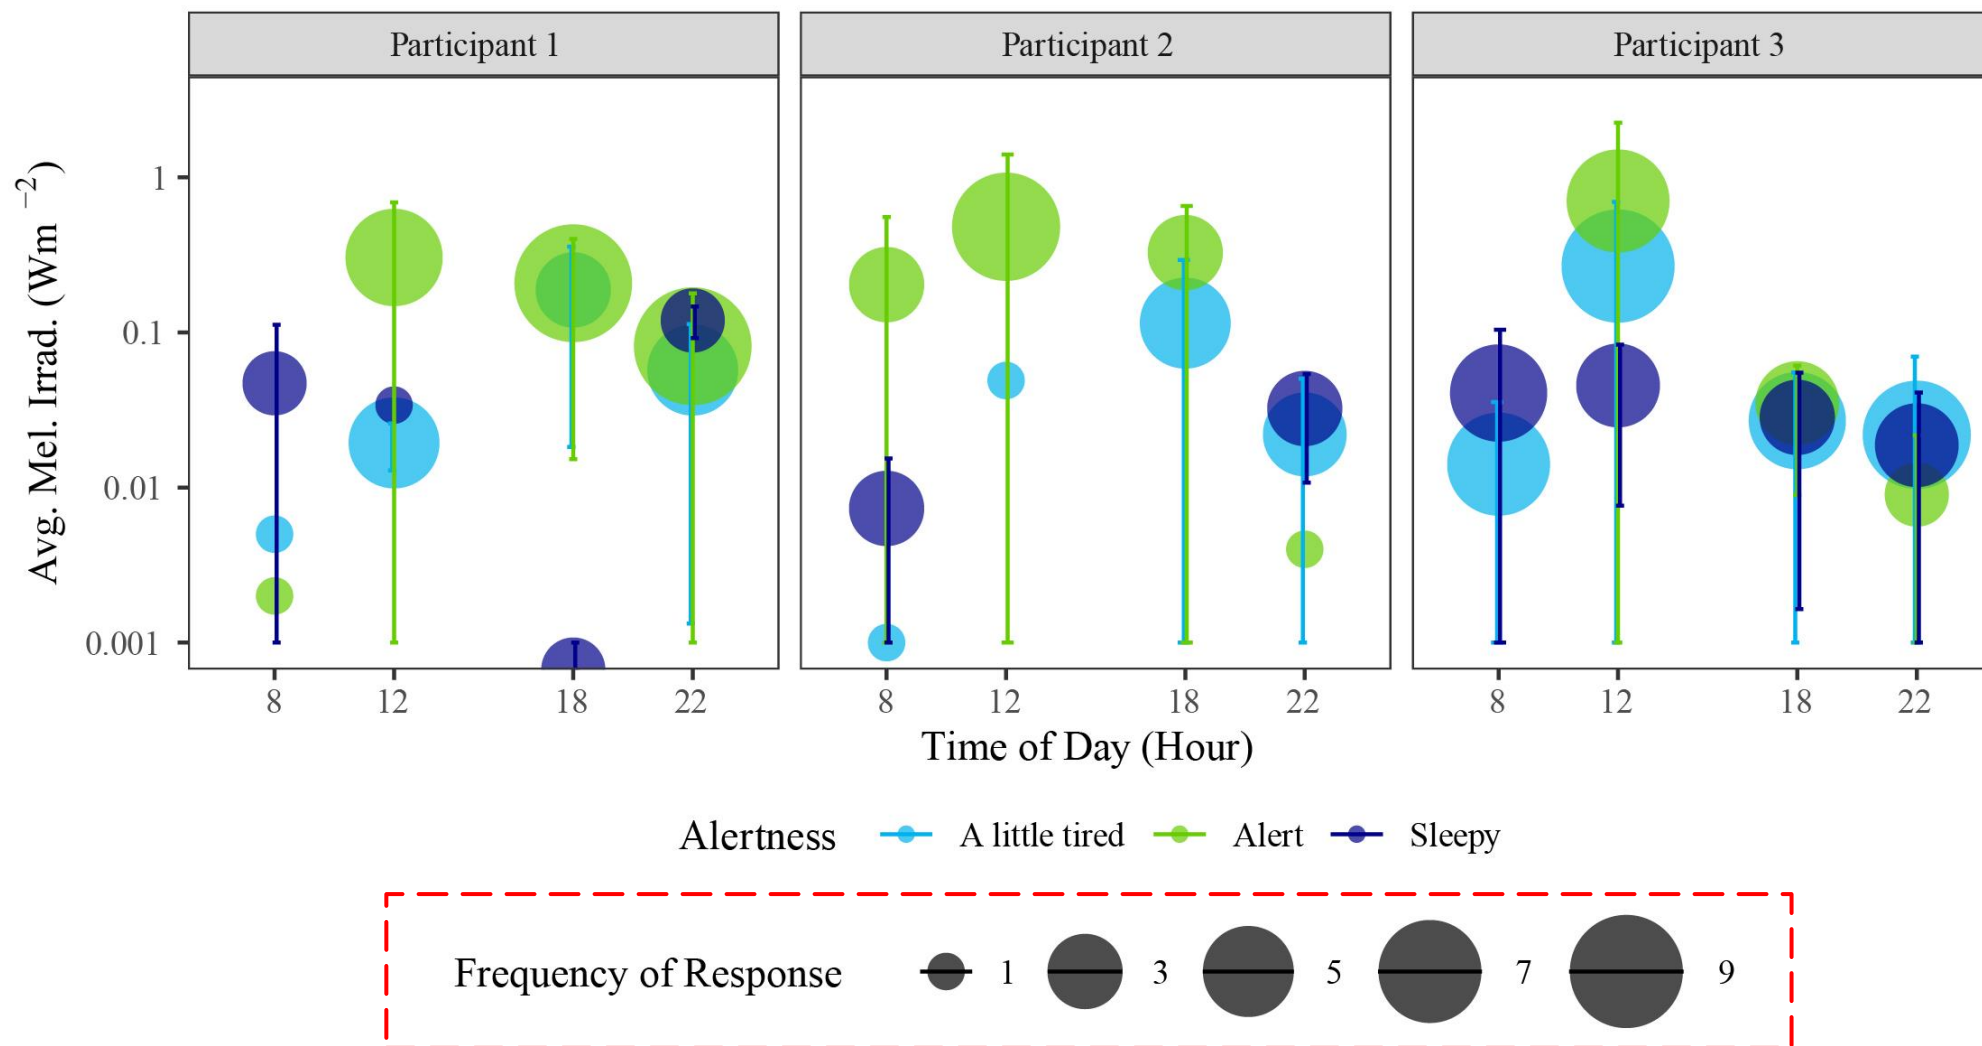 Participant 1 Participant 2 Participant 3
Avg. Mel. Irrad. (Wm −2)
1
0.1
0.01
0.001
8 12 18 22 8 12 18 22 8 12 18 22
Time of Day (Hour)
Alertness A little tired Alert Sleepy
Frequency of Response 1 3 5 7 9